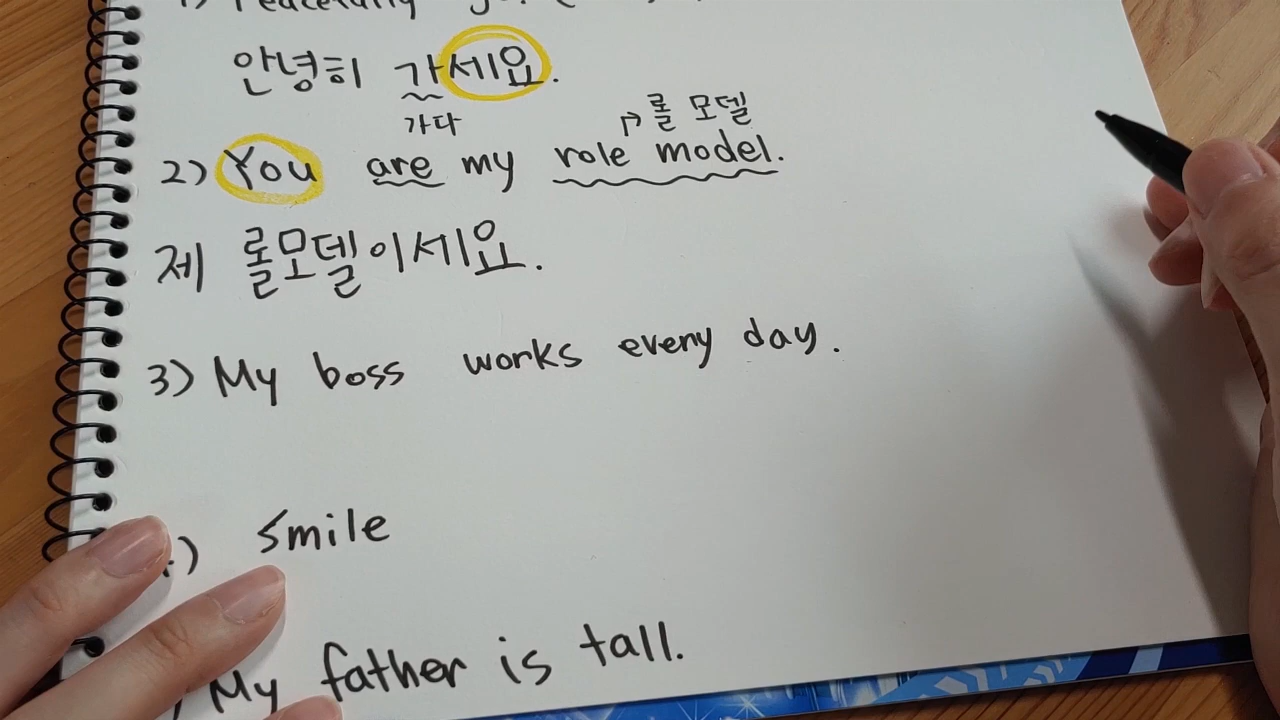 안녕히 가세요.
가다
롤 모델
2) You are my role model.
제 롤모델이세요.
3) My boss works every day.
) smile
My father is tall.